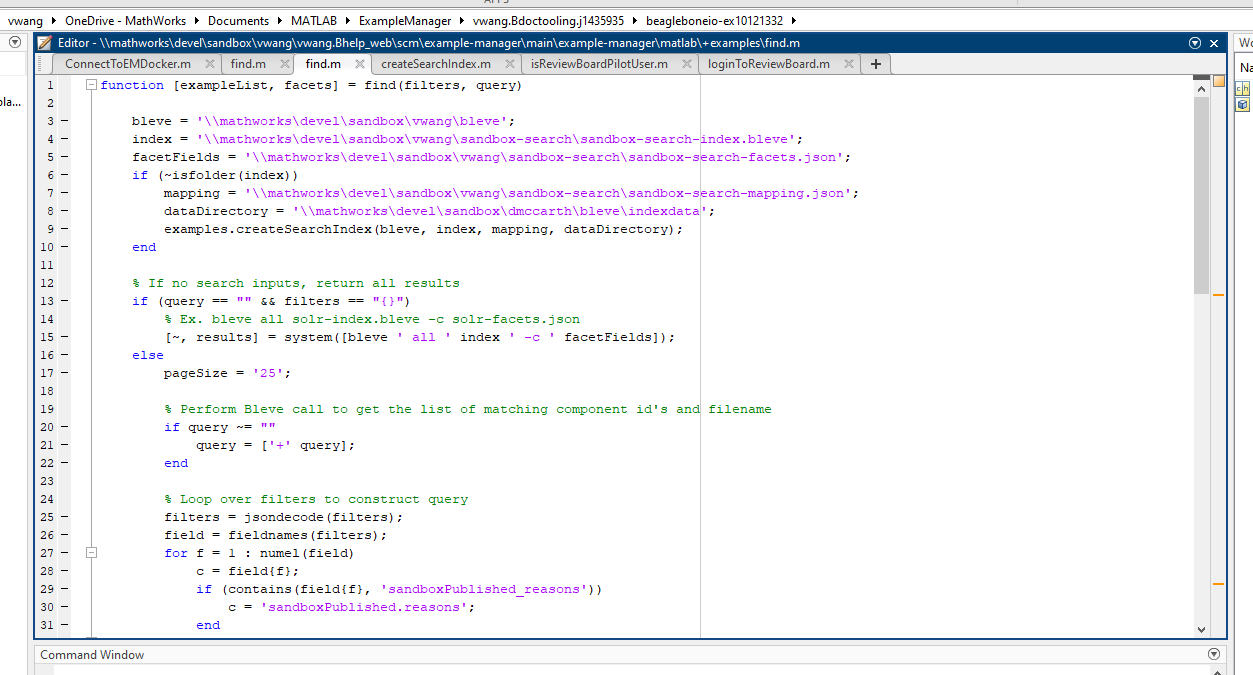 vwang ▸ OneDrive - MathWorks ▸ Documents ▸ MATLAB ▸ ExampleManager ▸ vwang.Bdoctooling.j1435935 ▸ beagleboneio-ex10121332 ▸
Editor - \\mathworks\devel\sandbox\vwang\vwang.Bhelp_web\scm\example-manager\main\example-manager\matlab\+examples\find.m
Wo
ConnectToEMDocker.m × find.m × find.m × createSearchIndex.m × isReviewBoardPilotUser.m × loginToReviewBoard.m × +
Na
pla...
1 function [exampleList, facets] = find(filters, query)
2
3 – bleve = '\\mathworks\devel\sandbox\vwang\bleve';
4 – index = '\\mathworks\devel\sandbox\vwang\sandbox-search\sandbox-search-index.bleve';
5 – facetFields = '\\mathworks\devel\sandbox\vwang\sandbox-search\sandbox-search-facets.json';
6 – if (~isfolder(index))
7 – mapping = '\\mathworks\devel\sandbox\vwang\sandbox-search\sandbox-search-mapping.json';
8 – dataDirectory = '\\mathworks\devel\sandbox\dmccarth\bleve\indexdata';
9 – examples.createSearchIndex(bleve, index, mapping, dataDirectory);
10 – end
11
12 % If no search inputs, return all results
13 – if (query == "" && filters == "{}")
14 % Ex. bleve all solr-index.bleve -c solr-facets.json
15 – [~, results] = system([bleve ' all ' index ' -c ' facetFields]);
16 – else
17 – pageSize = '25';
18
19 % Perform Bleve call to get the list of matching component id's and filename
20 – if query ~= ""
21 – query = ['+' query];
22 – end
23
24 % Loop over filters to construct query
25 – filters = jsondecode(filters);
26 – field = fieldnames(filters);
27 – for f = 1 : numel(field)
28 – c = field{f};
29 – if (contains(field{f}, 'sandboxPublished_reasons'))
30 – c = 'sandboxPublished.reasons';
31 – end
Command Window